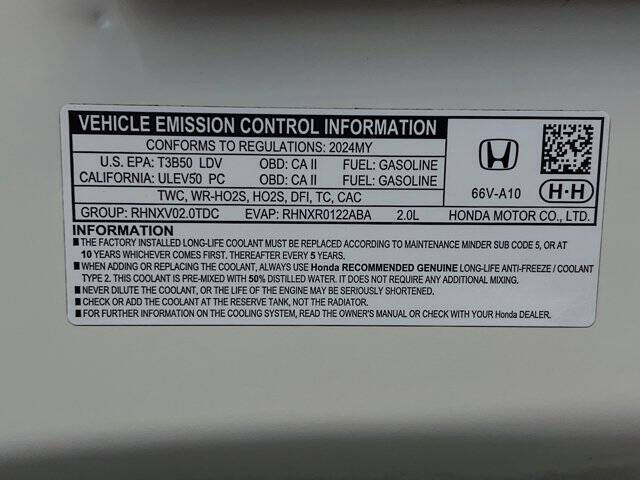 VEHICLE EMISSION CONTROL INFORMATION
CONFORMS TO REGULATIONS: 2024MY
U.S. EPA: T3B50 LDV OBD: CA II FUEL: GASOLINE
CALIFORNIA: ULEV50 PC OBD: CA II FUEL: GASOLINE
66V-A10 H·H
TWC, WR-HO2S, HO2S, DFI, TC, CAC
GROUP: RHNXV02.0TDC EVAP: RHNXR0122ABA 2.0L HONDA MOTOR CO., LTD.
INFORMATION
■ THE FACTORY INSTALLED LONG-LIFE COOLANT MUST BE REPLACED ACCORDING TO MAINTENANCE MINDER SUB CODE 5, OR AT
10 YEARS WHICHEVER COMES FIRST. THEREAFTER EVERY 5 YEARS.
■ WHEN ADDING OR REPLACING THE COOLANT, ALWAYS USE Honda RECOMMENDED GENUINE LONG-LIFE ANTI-FREEZE / COOLANT
TYPE 2. THIS COOLANT IS PRE-MIXED WITH 50% DISTILLED WATER. IT DOES NOT REQUIRE ANY ADDITIONAL MIXING.
■ NEVER DILUTE THE COOLANT, OR THE LIFE OF THE ENGINE MAY BE SERIOUSLY SHORTENED.
■ CHECK OR ADD THE COOLANT AT THE RESERVE TANK, NOT THE RADIATOR.
■ FOR FURTHER INFORMATION ON THE COOLING SYSTEM, READ THE OWNER'S MANUAL OR CHECK WITH YOUR Honda DEALER.